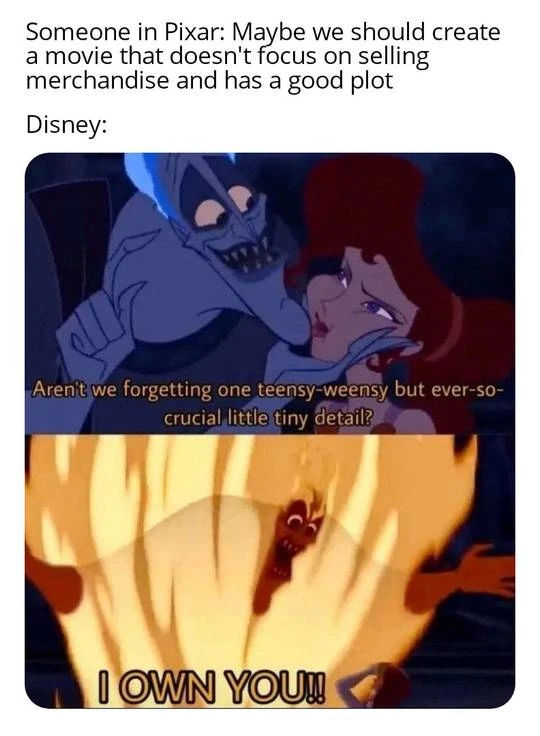 Someone in Pixar: Maybe we should create
a movie that doesn't focus on selling
merchandise and has a good plot
Disney:
Aren't we forgetting one teensy-weensy but ever-so-
crucial little tiny detail?
I OWN YOU!!